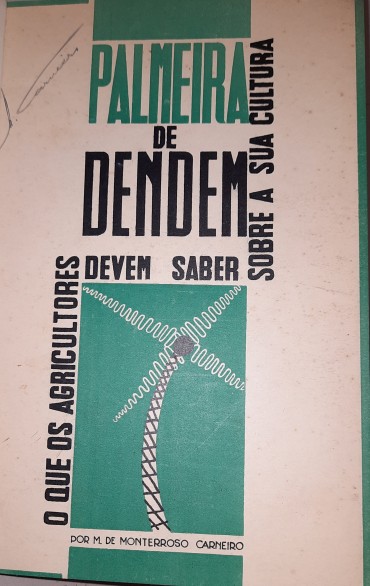 PALMEIRA
DE
DENDEM
O QUE OS AGRICULTORES
DEVEM SABER
SOBRE A SUA CULTURA
POR M. DE MONTERROSO CARNEIRO